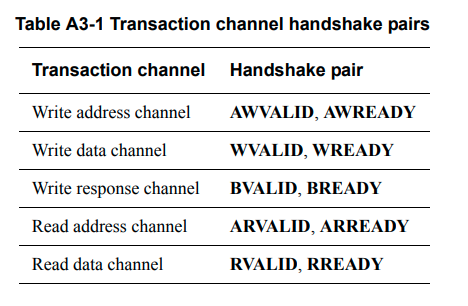 Table A3-1 Transaction channel handshake pairs
Transaction channel Handshake pair
Write address channel AWVALID, AWREADY
Write data channel WVALID, WREADY
Write response channel BVALID, BREADY
Read address channel ARVALID, ARREADY
Read data channel RVALID, RREADY